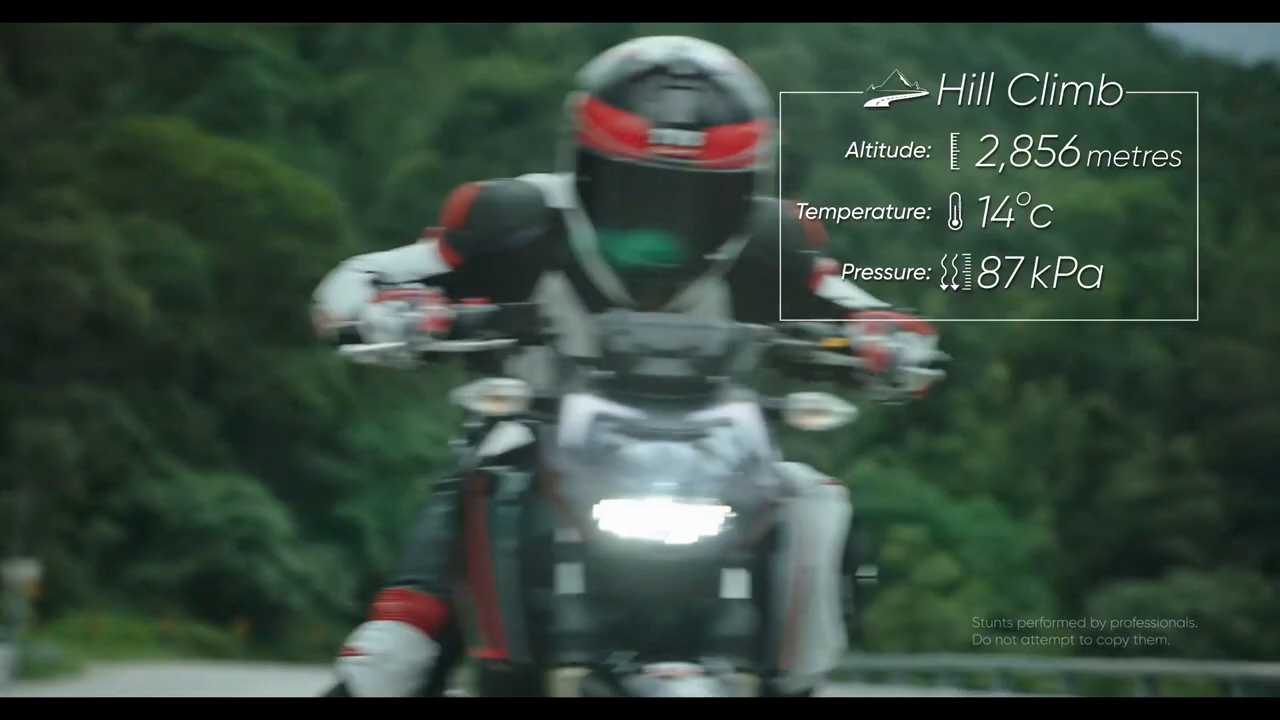 Hill Climb
Altitude: 2,856 metres
Temperature: 14°c
Pressure: 87 kPa
Stunts performed by professionals.
Do not attempt to copy them.